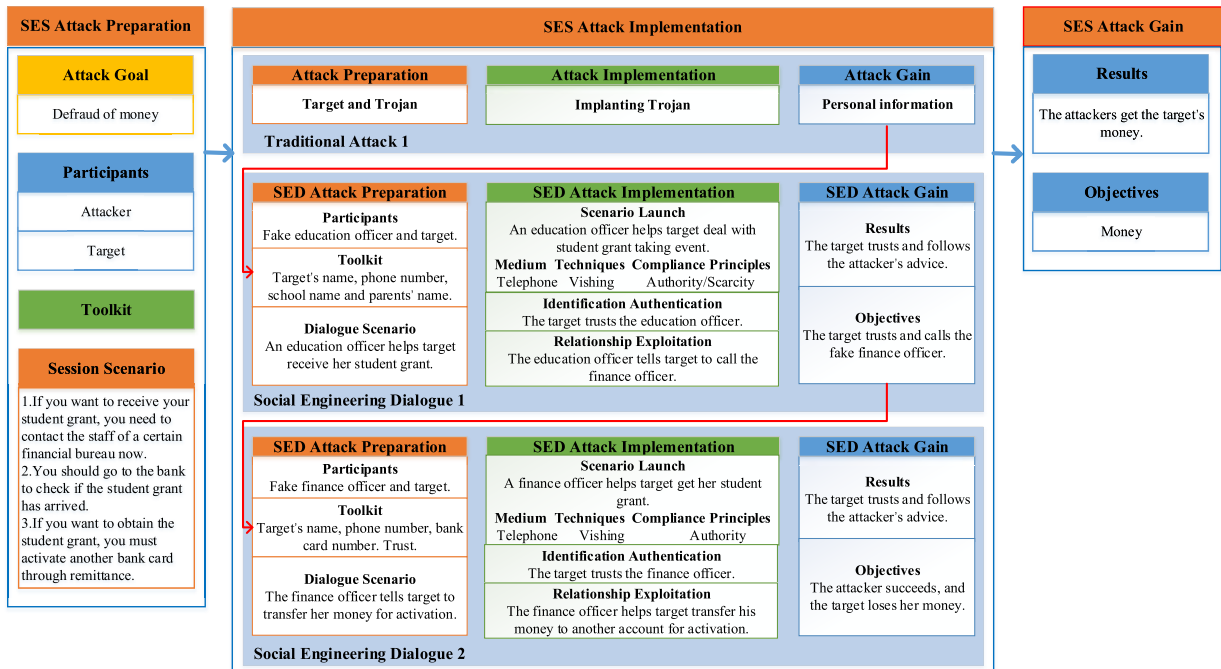 SES Attack Preparation
Attack Goal
Defraud of money
Participants
Attacker
Target
Toolkit
Session Scenario
1.If you want to receive your
student grant, you need to
contact the staff of a certain
financial bureau now.
2.You should go to the bank
to check if the student grant
has arrived.
3.If you want to obtain the
student grant, you must
activate another bank card
through remittance.
SES Attack Implementation
Attack Preparation
Target and Trojan
Attack Implementation
Implanting Trojan
Attack Gain
Personal information
Traditional Attack 1
SED Attack Preparation
Participants
Fake education officer and target.
Toolkit
Target's name, phone number,
school name and parents' name.
Dialogue Scenario
An education officer helps target
receive her student grant.
SED Attack Implementation
Scenario Launch
An education officer helps target deal with
student grant taking event.
Medium Techniques Compliance Principles
Telephone Vishing Authority/Scarcity
Identification Authentication
The target trusts the education officer.
Relationship Exploitation
The education officer tells target to call the
finance officer.
SED Attack Gain
Results
The target trusts and follows
the attacker's advice.
Objectives
The target trusts and calls the
fake finance officer.
Social Engineering Dialogue 1
SED Attack Preparation
Participants
Fake finance officer and target.
Toolkit
Target's name, phone number, bank
card number. Trust.
Dialogue Scenario
The finance officer tells target to
transfer her money for activation.
SED Attack Implementation
Scenario Launch
A finance officer helps target get her student
grant.
Medium Techniques Compliance Principles
Telephone Vishing Authority
Identification Authentication
The target trusts the finance officer.
Relationship Exploitation
The finance officer helps target transfer his
money to another account for activation.
SED Attack Gain
Results
The target trusts and follows
the attacker's advice.
Objectives
The attacker succeeds, and
the target loses her money.
Social Engineering Dialogue 2
SES Attack Gain
Results
The attackers get the target's
money.
Objectives
Money